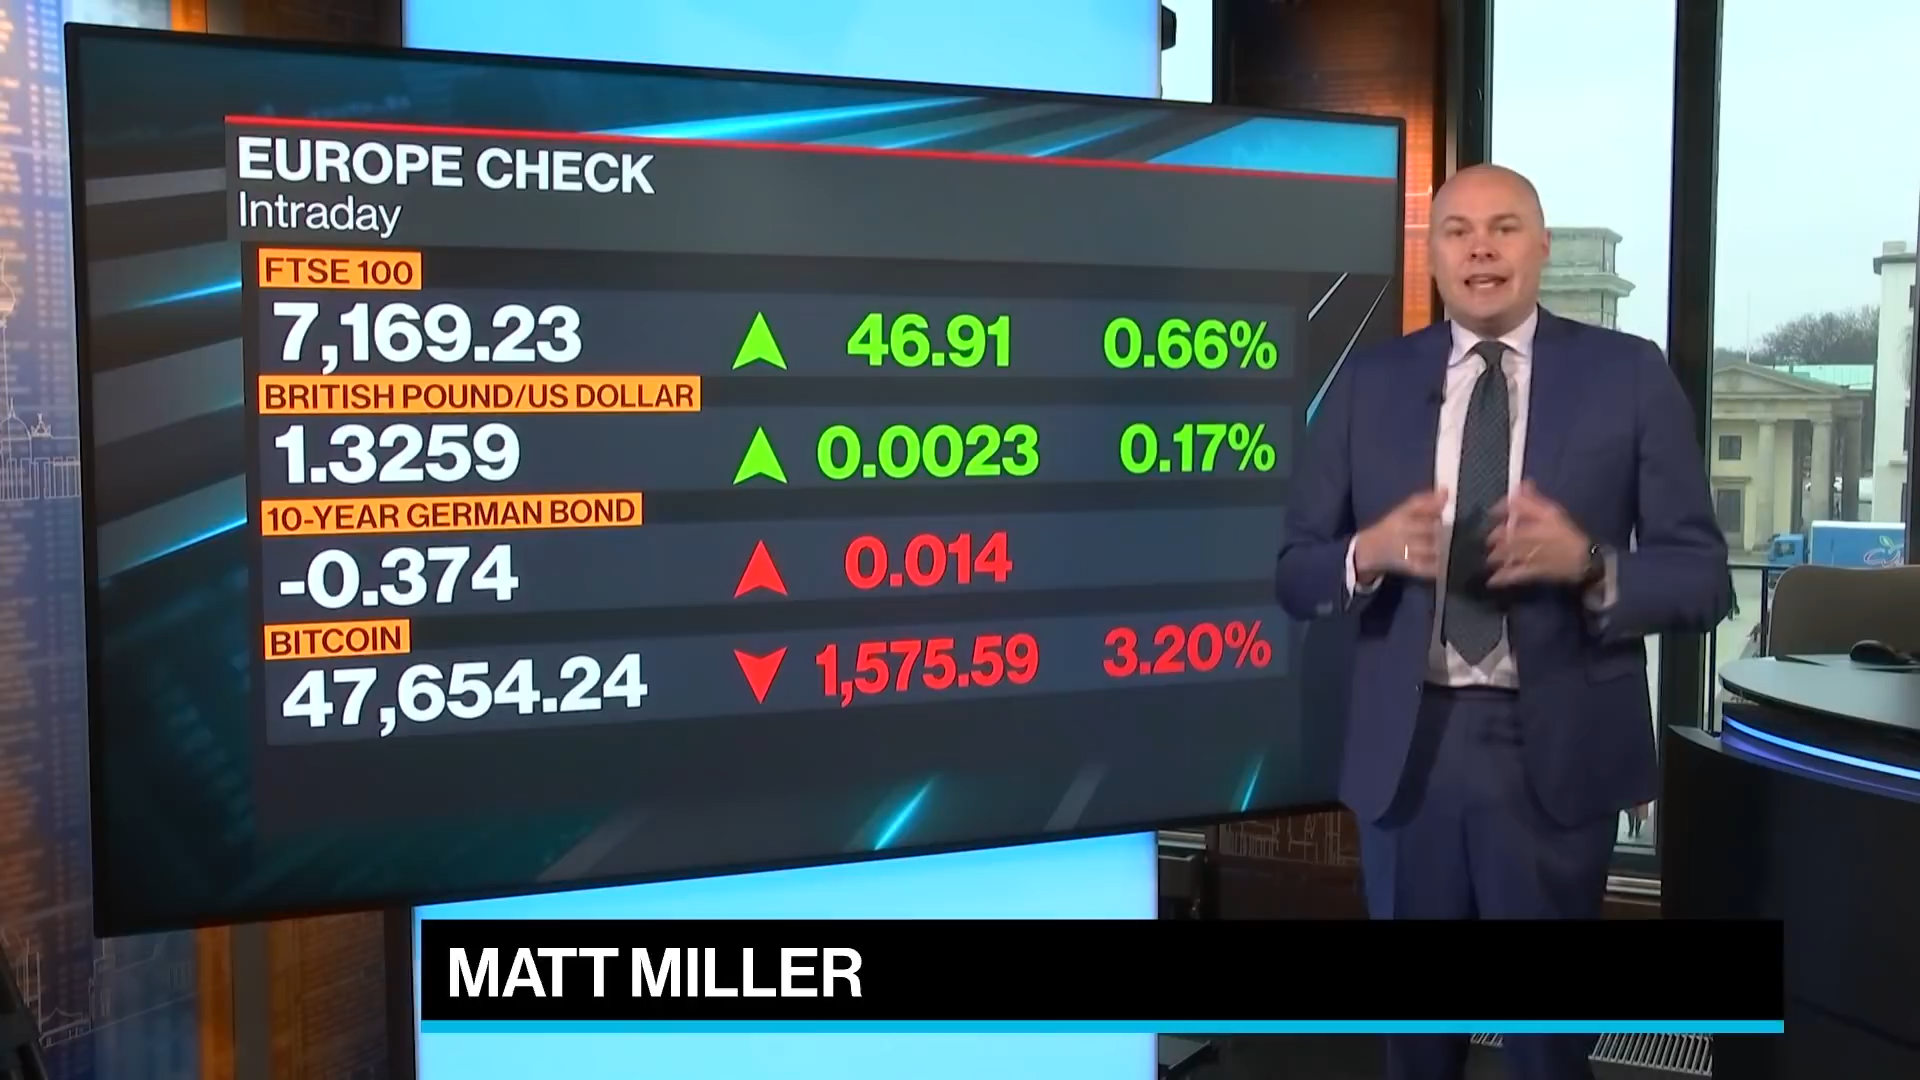 EUROPE CHECK
Intraday
FTSE 100
7,169.23 ▲ 46.91 0.66%
BRITISH POUND/US DOLLAR
1.3259 ▲ 0.0023 0.17%
10-YEAR GERMAN BOND
-0.374 ▲ 0.014
BITCOIN
47,654.24 ▼ 1,575.59 3.20%
MATT MILLER